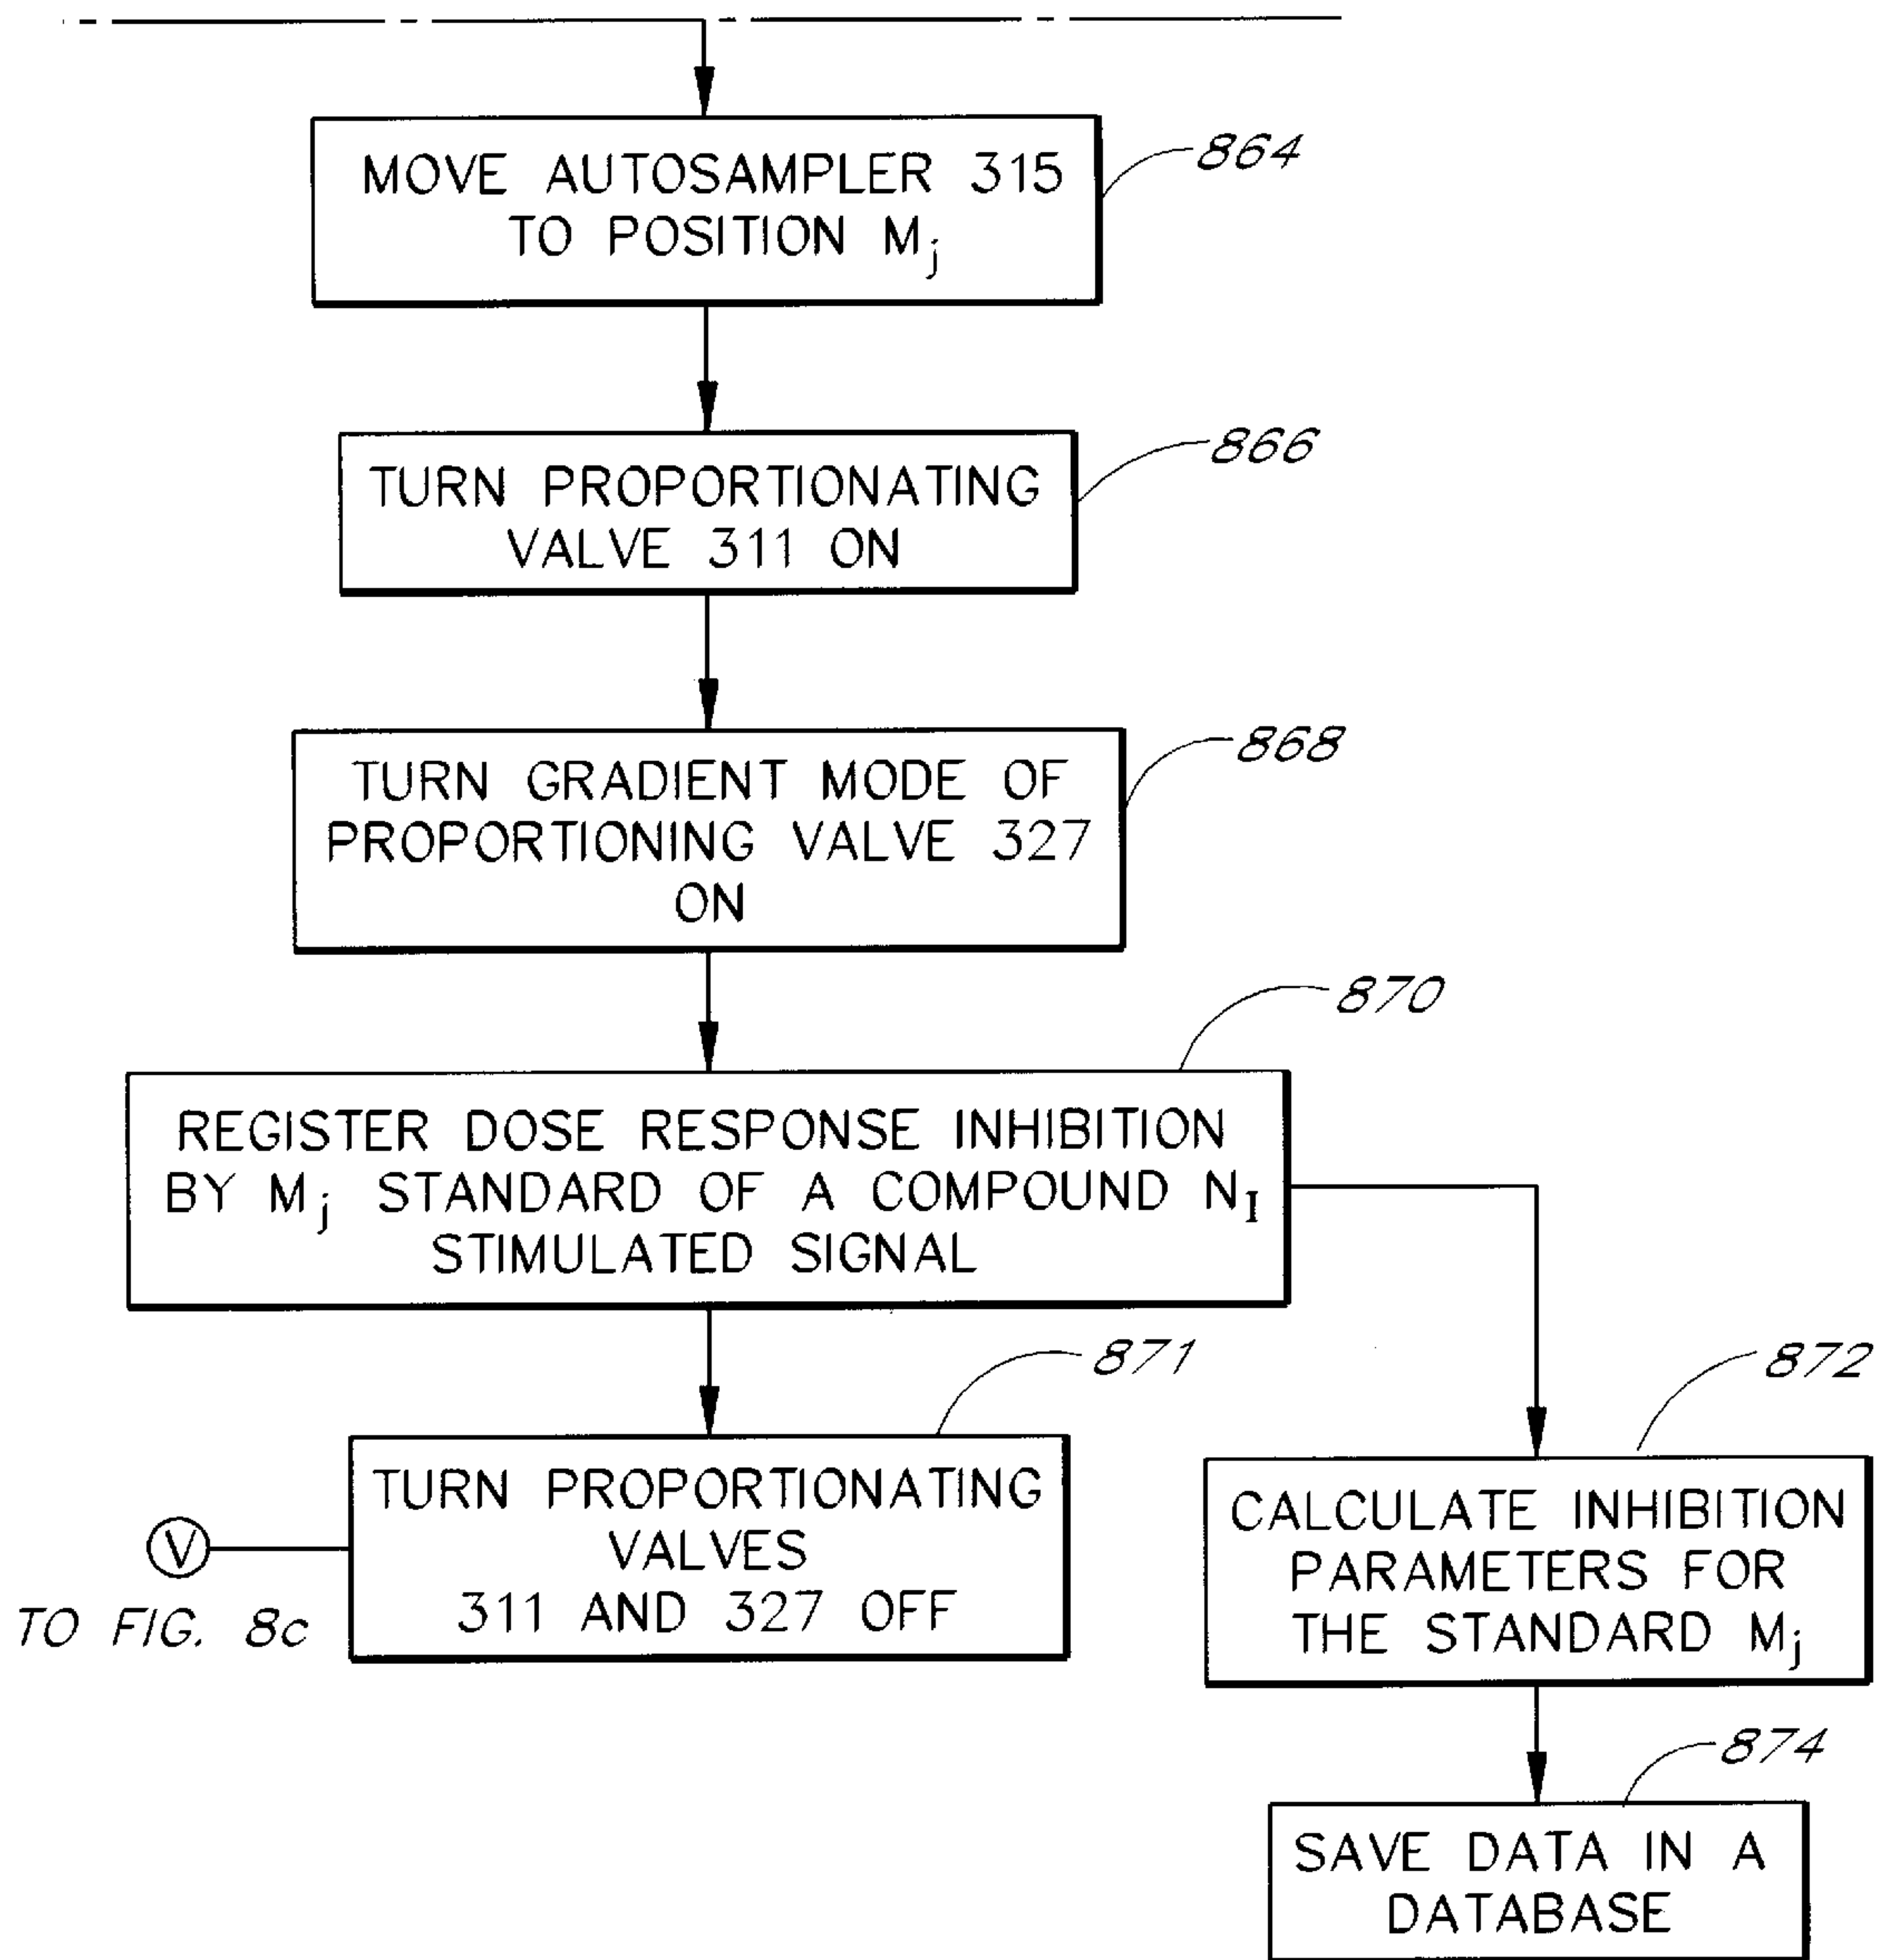 MOVE AUTOSAMPLER 315
TO POSITION Mj
864
TURN PROPORTIONATING
VALVE 311 ON
866
TURN GRADIENT MODE OF
PROPORTIONING VALVE 327
ON
868
REGISTER DOSE RESPONSE INHIBITION
BY Mj STANDARD OF A COMPOUND NI
STIMULATED SIGNAL
870
TURN PROPORTIONATING
VALVES
311 AND 327 OFF
871
V
TO FIG. 8c
CALCULATE INHIBITION
PARAMETERS FOR
THE STANDARD Mj
872
SAVE DATA IN A
DATABASE
874